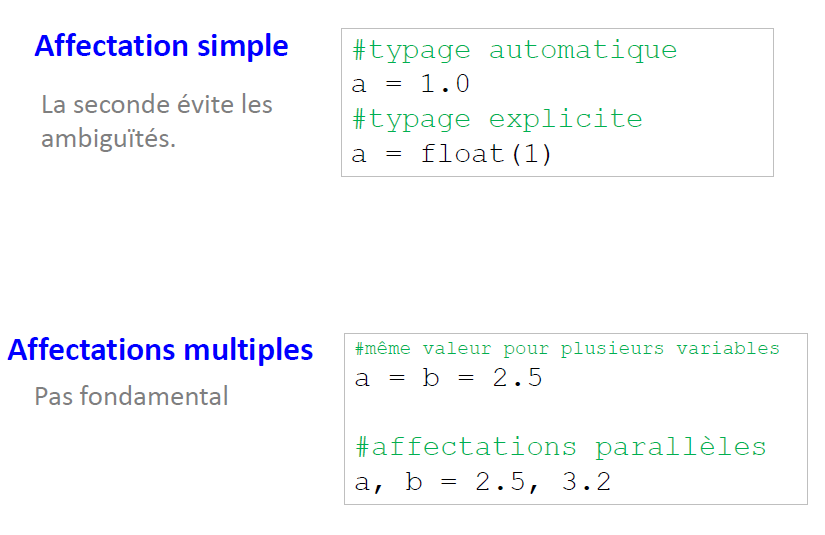 Affectation simple
La seconde évite les
ambiguïtés.
#typage automatique
a = 1.0
#typage explicite
a = float(1)
Affectations multiples
Pas fondamental
#même valeur pour plusieurs variables
a = b = 2.5
#affectations parallèles
a, b = 2.5, 3.2